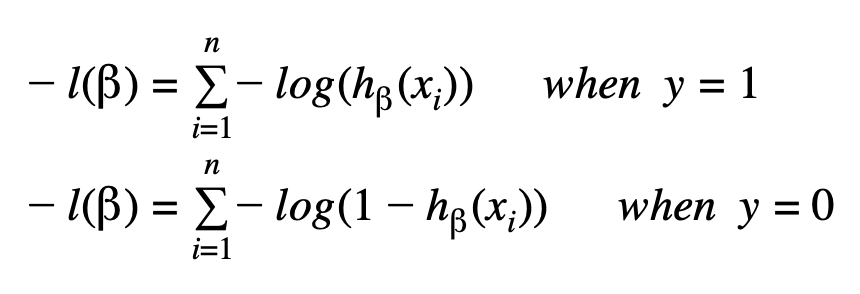 − l(β) = ∑_{i=1}^{n} − log(h_β(x_i)) when y = 1
− l(β) = ∑_{i=1}^{n} − log(1 − h_β(x_i)) when y = 0